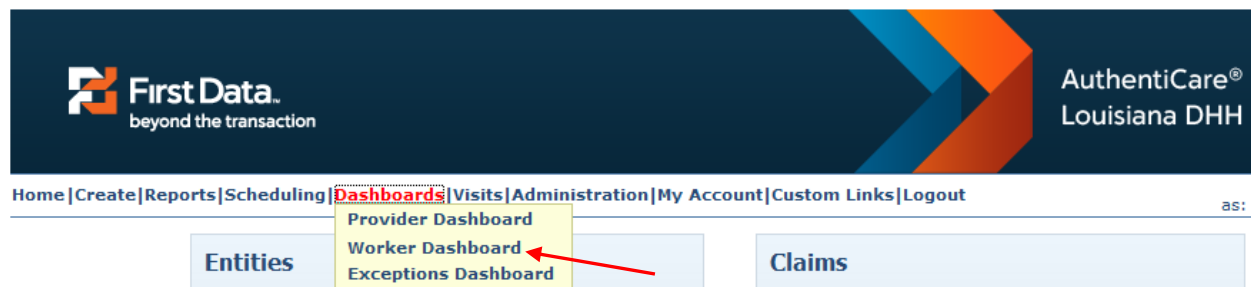 First Data™
beyond the transaction
AuthentiCare®
Louisiana DHH
Home|Create|Reports|Scheduling|Dashboards|Visits|Administration|My Account|Custom Links|Logout
as:
Provider Dashboard
Worker Dashboard
Exceptions Dashboard
Entities
Claims